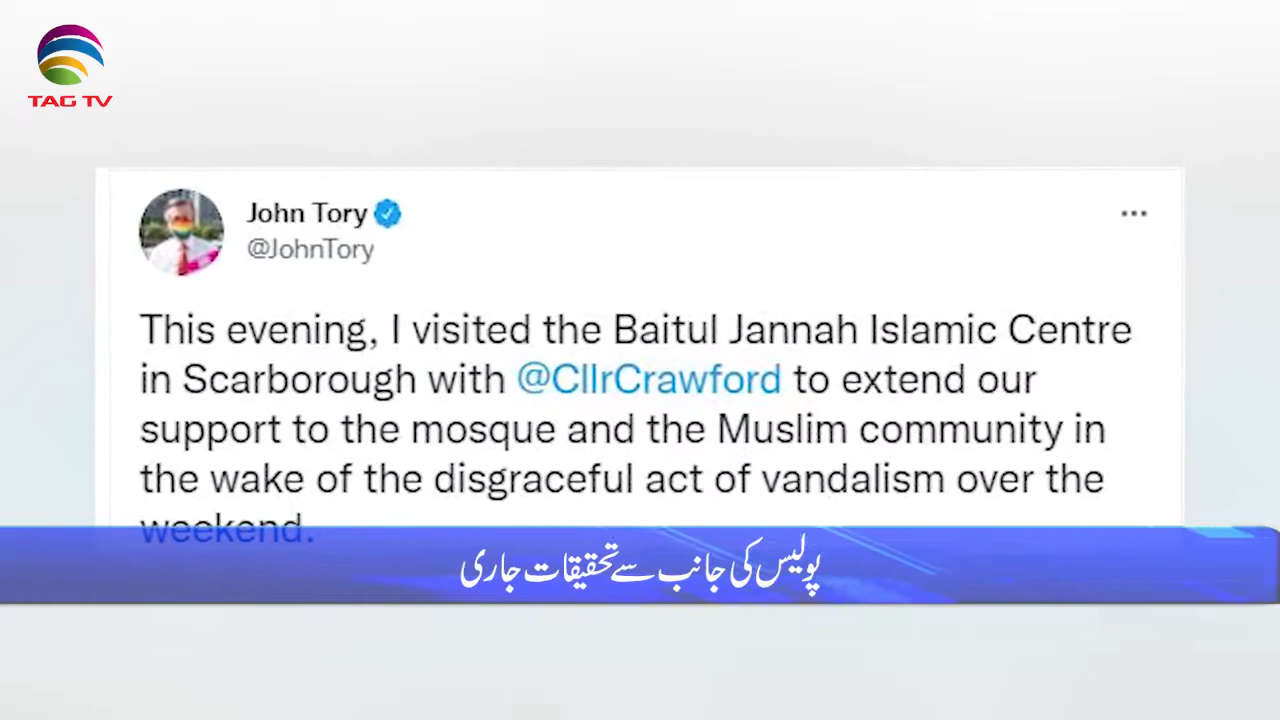 TAG TV
John Tory
@JohnTory
This evening, I visited the Baitul Jannah Islamic Centre
in Scarborough with @CllrCrawford to extend our
support to the mosque and the Muslim community in
the wake of the disgraceful act of vandalism over the
weekend.
پولیس کی جانب سے تحقیقات جاری